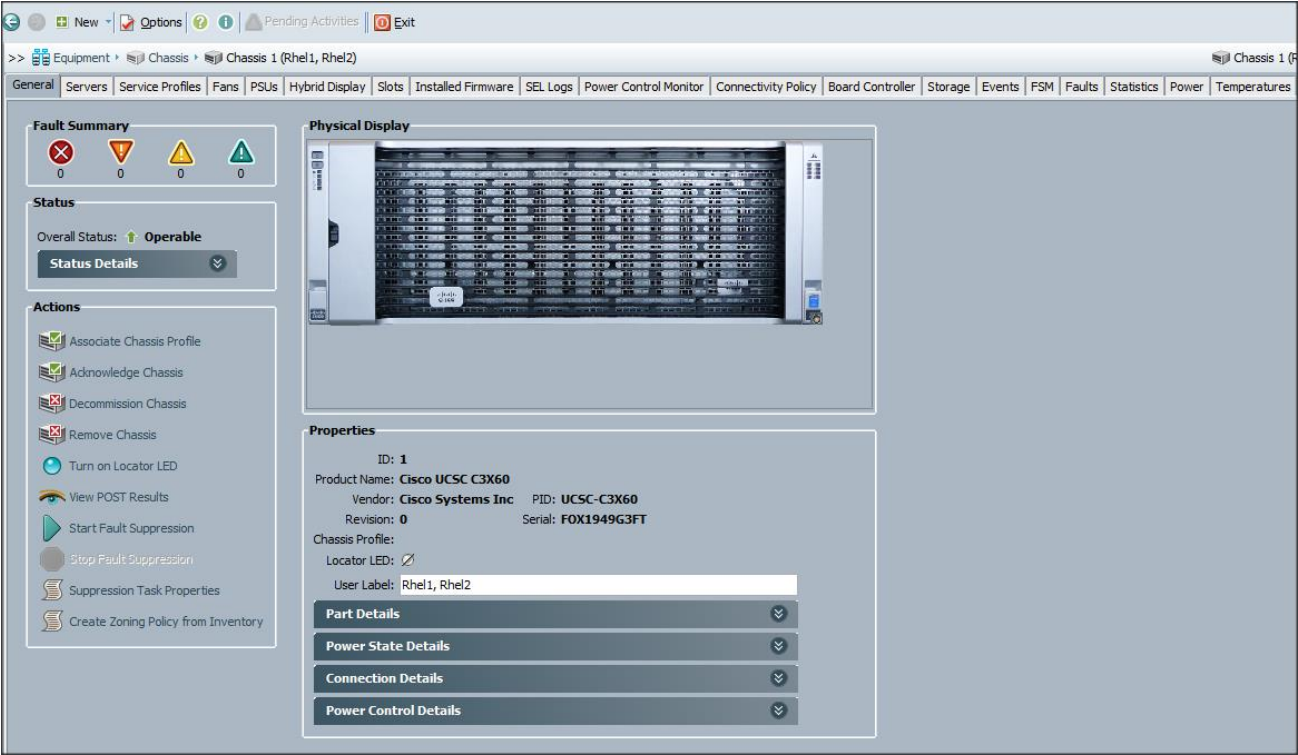 New Options Pending Activities Exit
>> Equipment Chassis Chassis 1 (Rhel1, Rhel2) Chassis 1 (R
General Servers Service Profiles Fans PSUs Hybrid Display Slots Installed Firmware SEL Logs Power Control Monitor Connectivity Policy Board Controller Storage Events FSM Faults Statistics Power Temperatures
Fault Summary
0 0 0 0
Status
Overall Status: Operable
Status Details
Actions
Associate Chassis Profile
Acknowledge Chassis
Decommission Chassis
Remove Chassis
Turn on Locator LED
View POST Results
Start Fault Suppression
Stop Fault Suppression
Suppression Task Properties
Create Zoning Policy from Inventory
Physical Display
Properties
ID: 1
Product Name: Cisco UCSC C3X60
Vendor: Cisco Systems Inc PID: UCSC-C3X60
Revision: 0 Serial: FOX1949G3FT
Chassis Profile:
Locator LED:
User Label: Rhel1, Rhel2
Part Details
Power State Details
Connection Details
Power Control Details